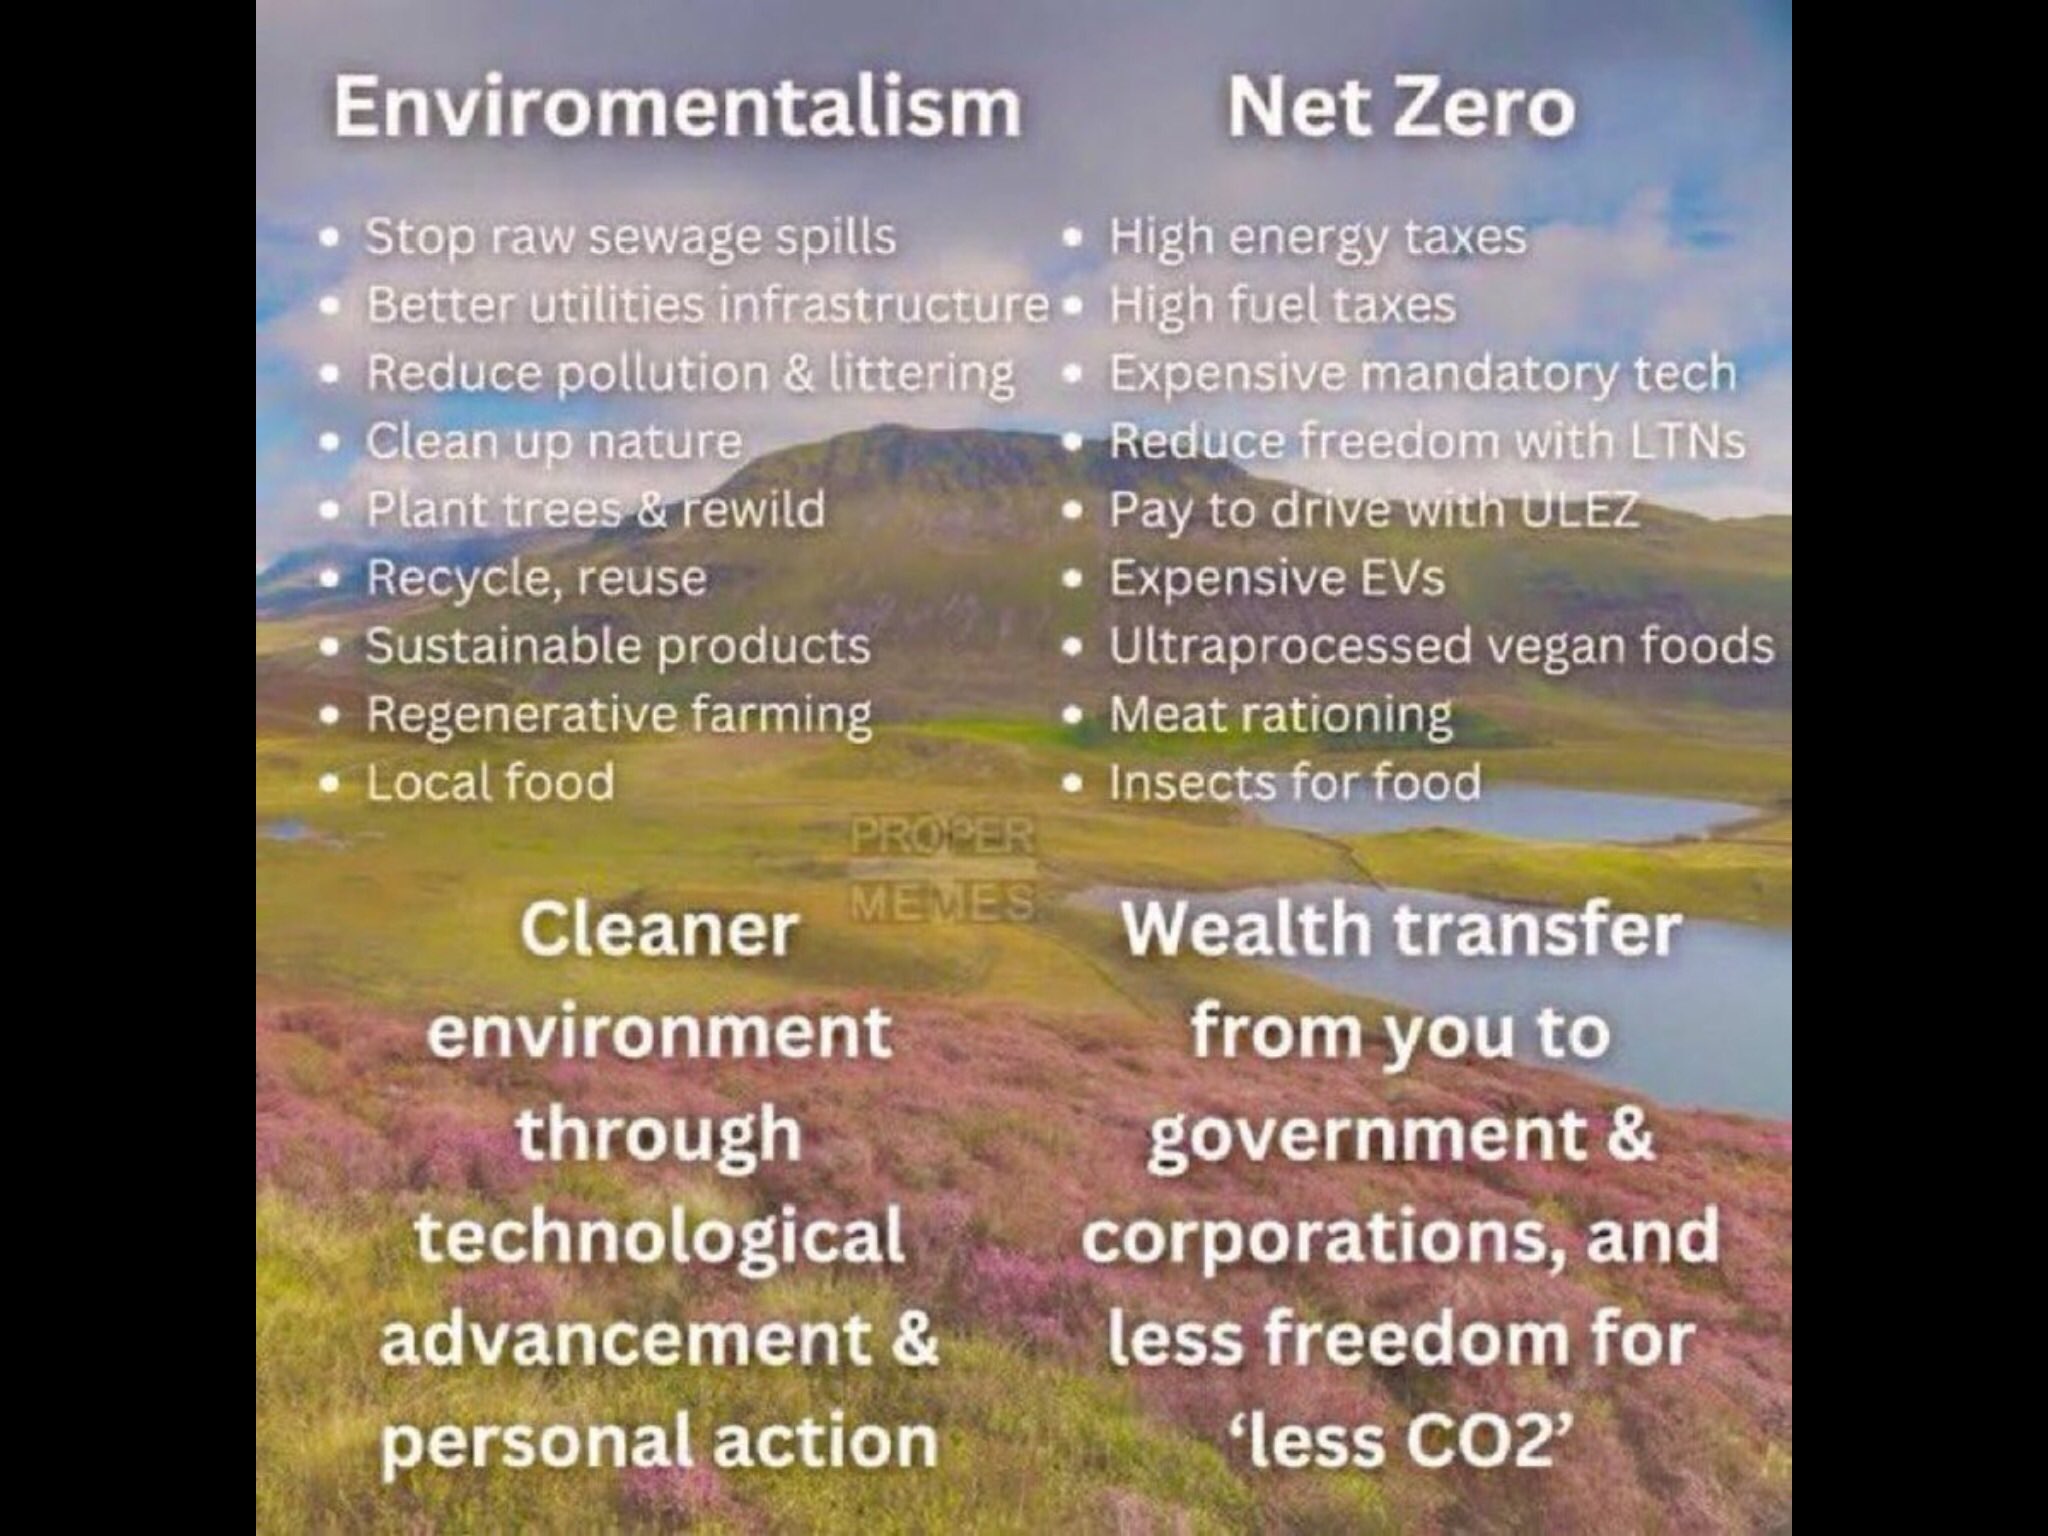 Enviromentalism
Stop raw sewage spills
Better utilities infrastructure
Reduce pollution & littering
Clean up nature
Plant trees & rewild
Recycle, reuse
Sustainable products
Regenerative farming
Local food
Cleaner
environment
through
technological
advancement &
personal action
Net Zero
High energy taxes
High fuel taxes
Expensive mandatory tech
Reduce freedom with LTNs
Pay to drive with ULEZ
Expensive EVs
Ultraprocessed vegan foods
Meat rationing
Insects for food
Wealth transfer
from you to
government &
corporations, and
less freedom for
‘less CO2’
PROPER
MEMES